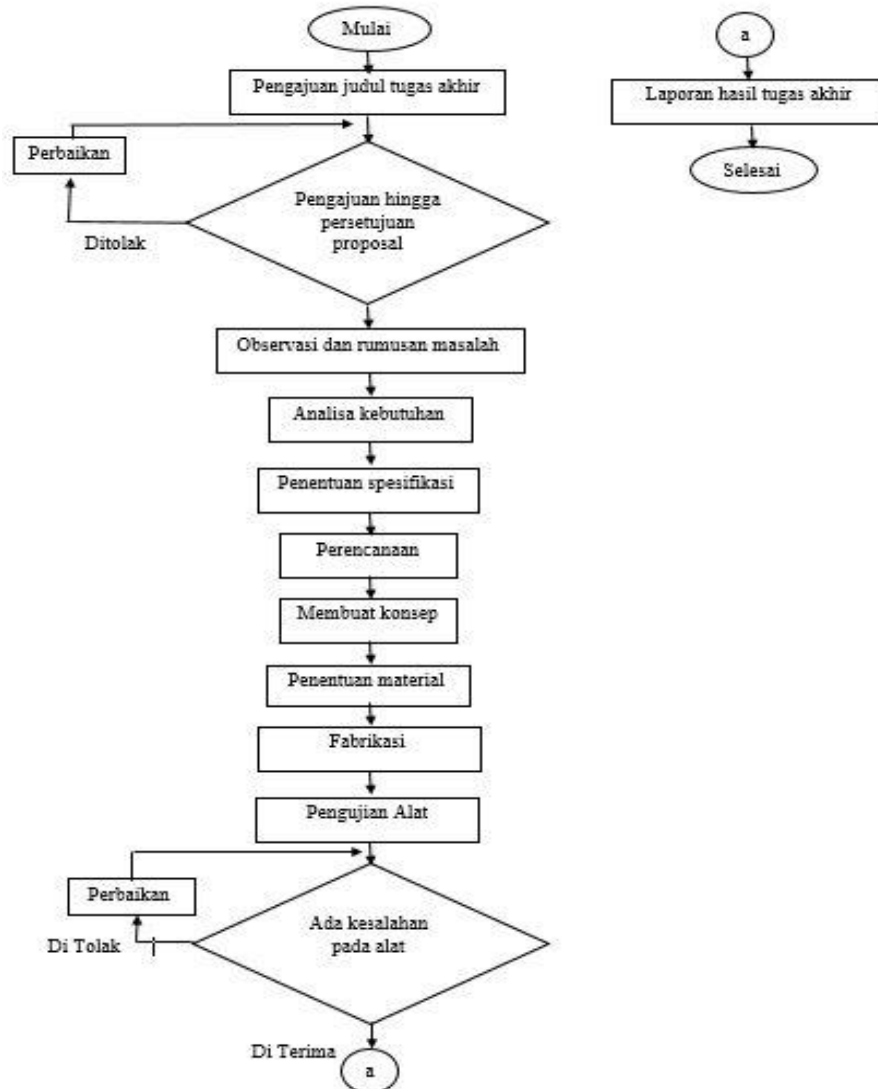 Mulai
Pengajuan judul tugas akhir
Perbaikan
Pengajuan hingga
persetujuan
proposal
Ditolak
Observasi dan rumusan masalah
Analisa kebutuhan
Penentuan spesifikasi
Perencanaan
Membuat konsep
Penentuan material
Fabrikasi
Pengujian Alat
Perbaikan
Ada kesalahan
pada alat
Di Tolak
Di Terima
a
a
Laporan hasil tugas akhir
Selesai